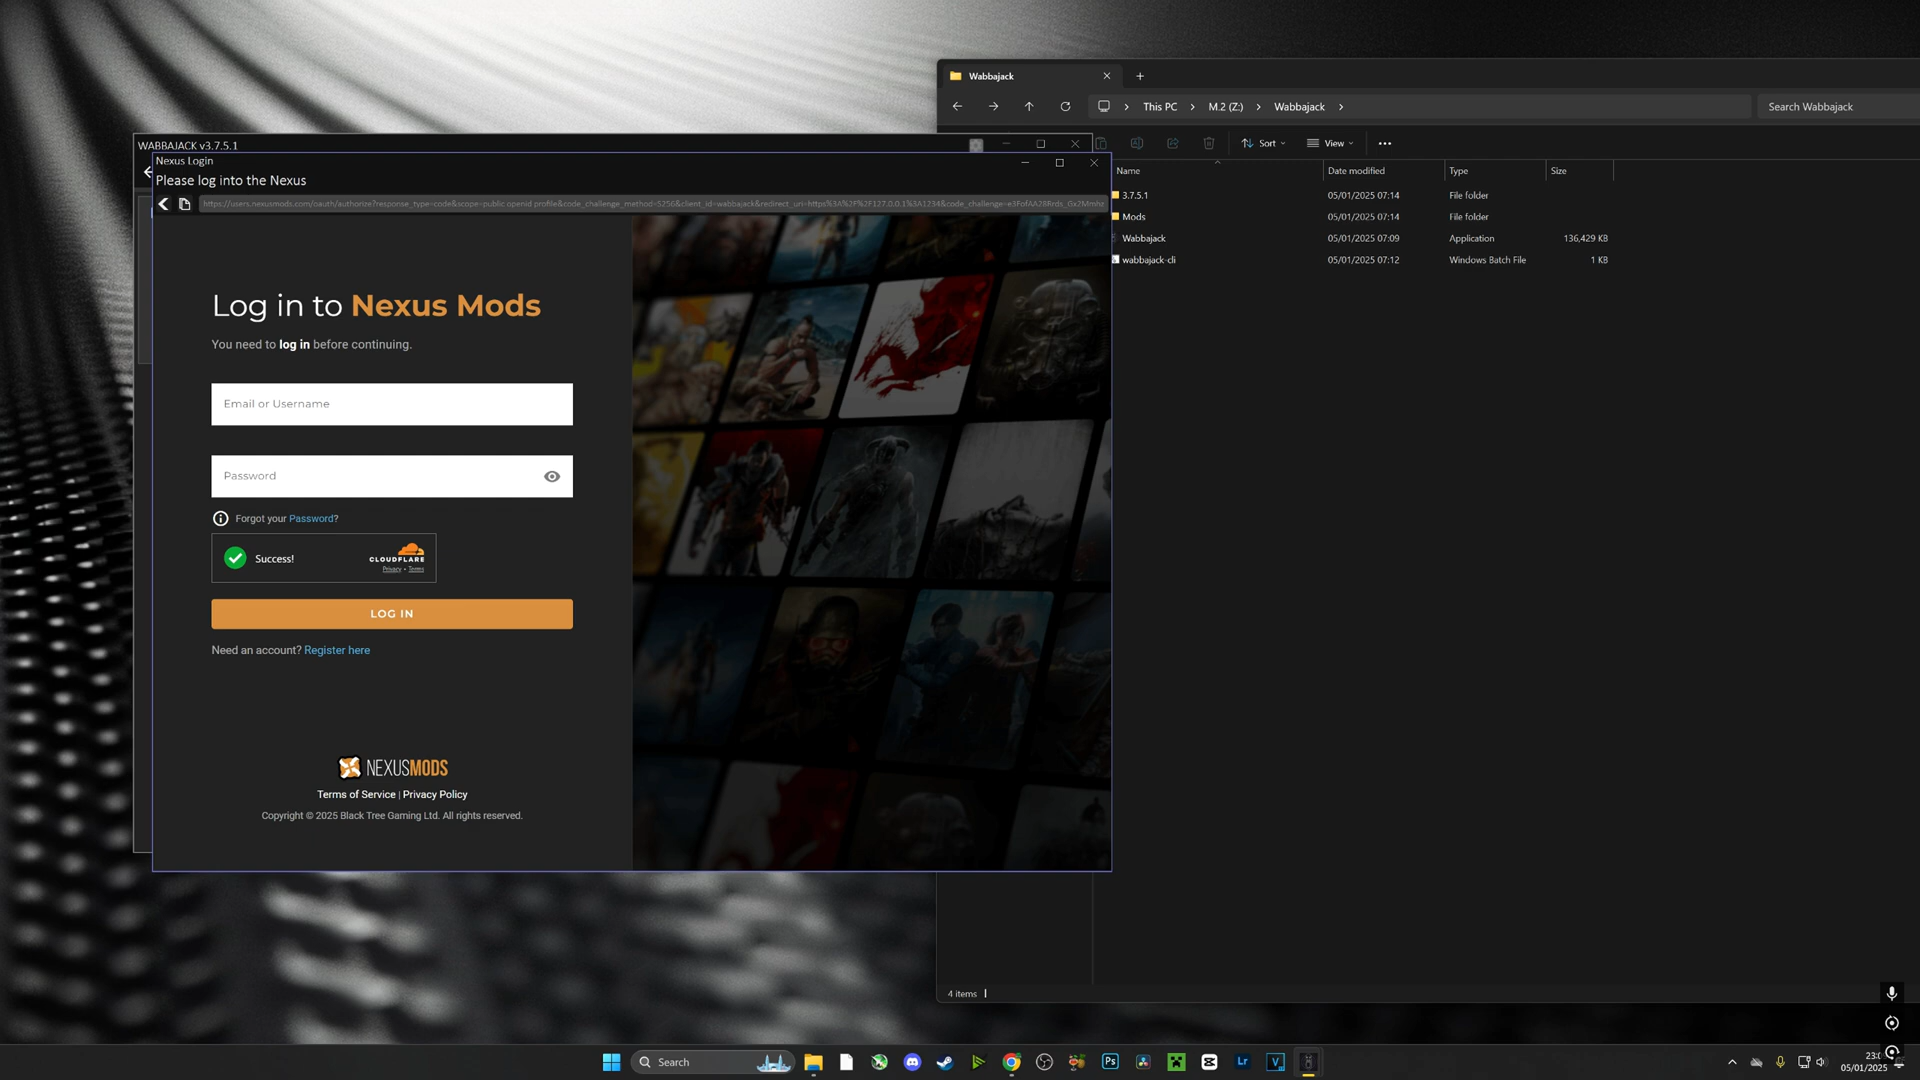 Wabbajack
This PC
M.2 (Z:)
Wabbajack
Search Wabbajack
WABBAJACK v3.7.5.1
Sort
View
Nexus Login
Please log into the Nexus
Name
Date modified
Type
Size
3.7.5.1
05/01/2025 07:14
File folder
Mods
05/01/2025 07:14
File folder
Wabbajack
05/01/2025 07:09
Application
136,429 KB
wabbajack-cli
05/01/2025 07:12
Windows Batch File
1 KB
Log in to Nexus Mods
You need to log in before continuing.
Email or Username
Password
Forgot your Password?
Success!
CLOUDFLARE
Privacy • Terms
LOG IN
Need an account? Register here
NEXUSMODS
Terms of Service | Privacy Policy
Copyright © 2025 Black Tree Gaming Ltd. All rights reserved.
4 items
Search
Ps
Lr
V
05/01/2025